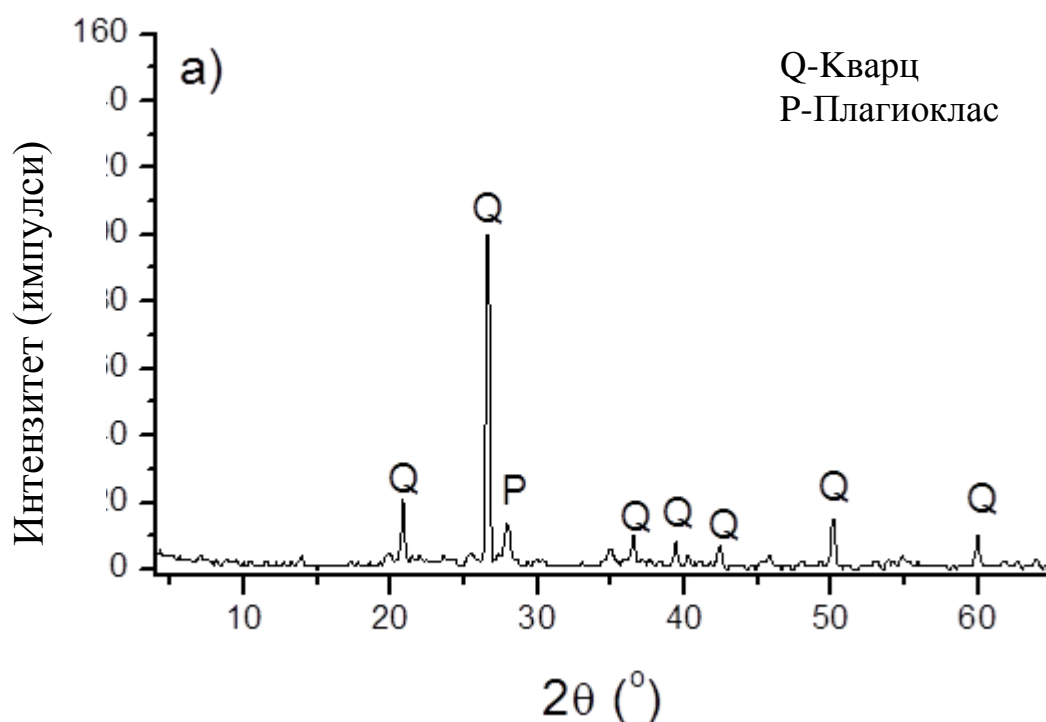 160
а)
Q-Кварц
Р-Плагиоклас
Интензитет (импулси)
Q
Q
P
Q
Q
Q
Q
Q
0
10
20
30
40
50
60
2θ (°)